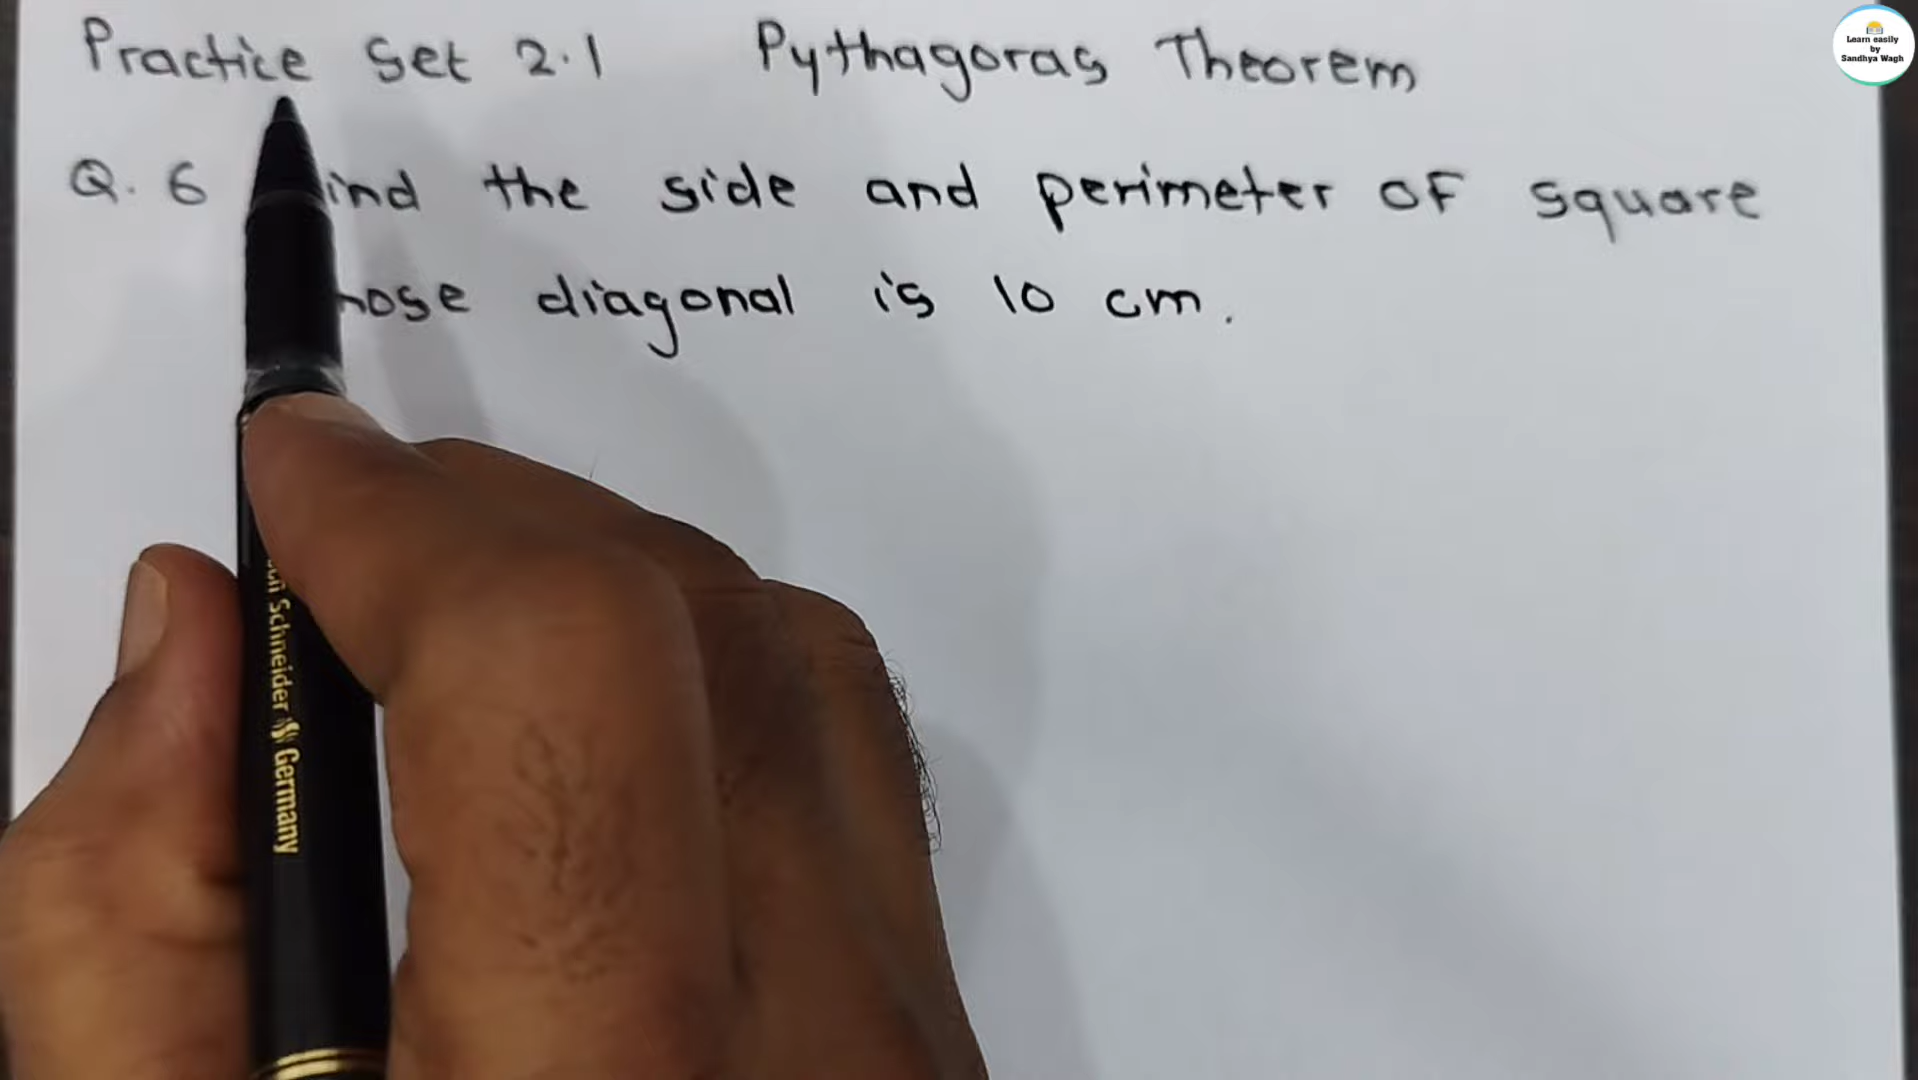 Practice Set 2.1 Pythagoras Theorem
Q. 6 ind the side and perimeter of square
hose diagonal is 10 cm.
Schneider Germany
Learn easily
by
Sandhya Wagh